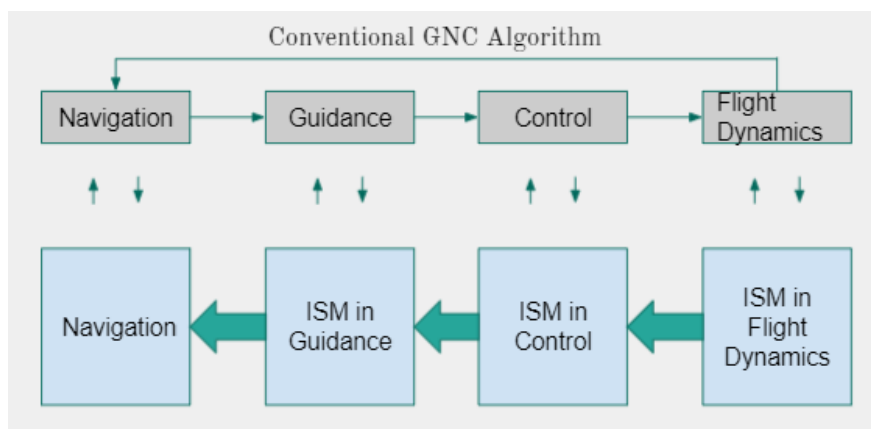 Conventional GNC Algorithm
Navigation
Guidance
Control
Flight
Dynamics
Navigation
ISM in
Guidance
ISM in
Control
ISM in
Flight
Dynamics